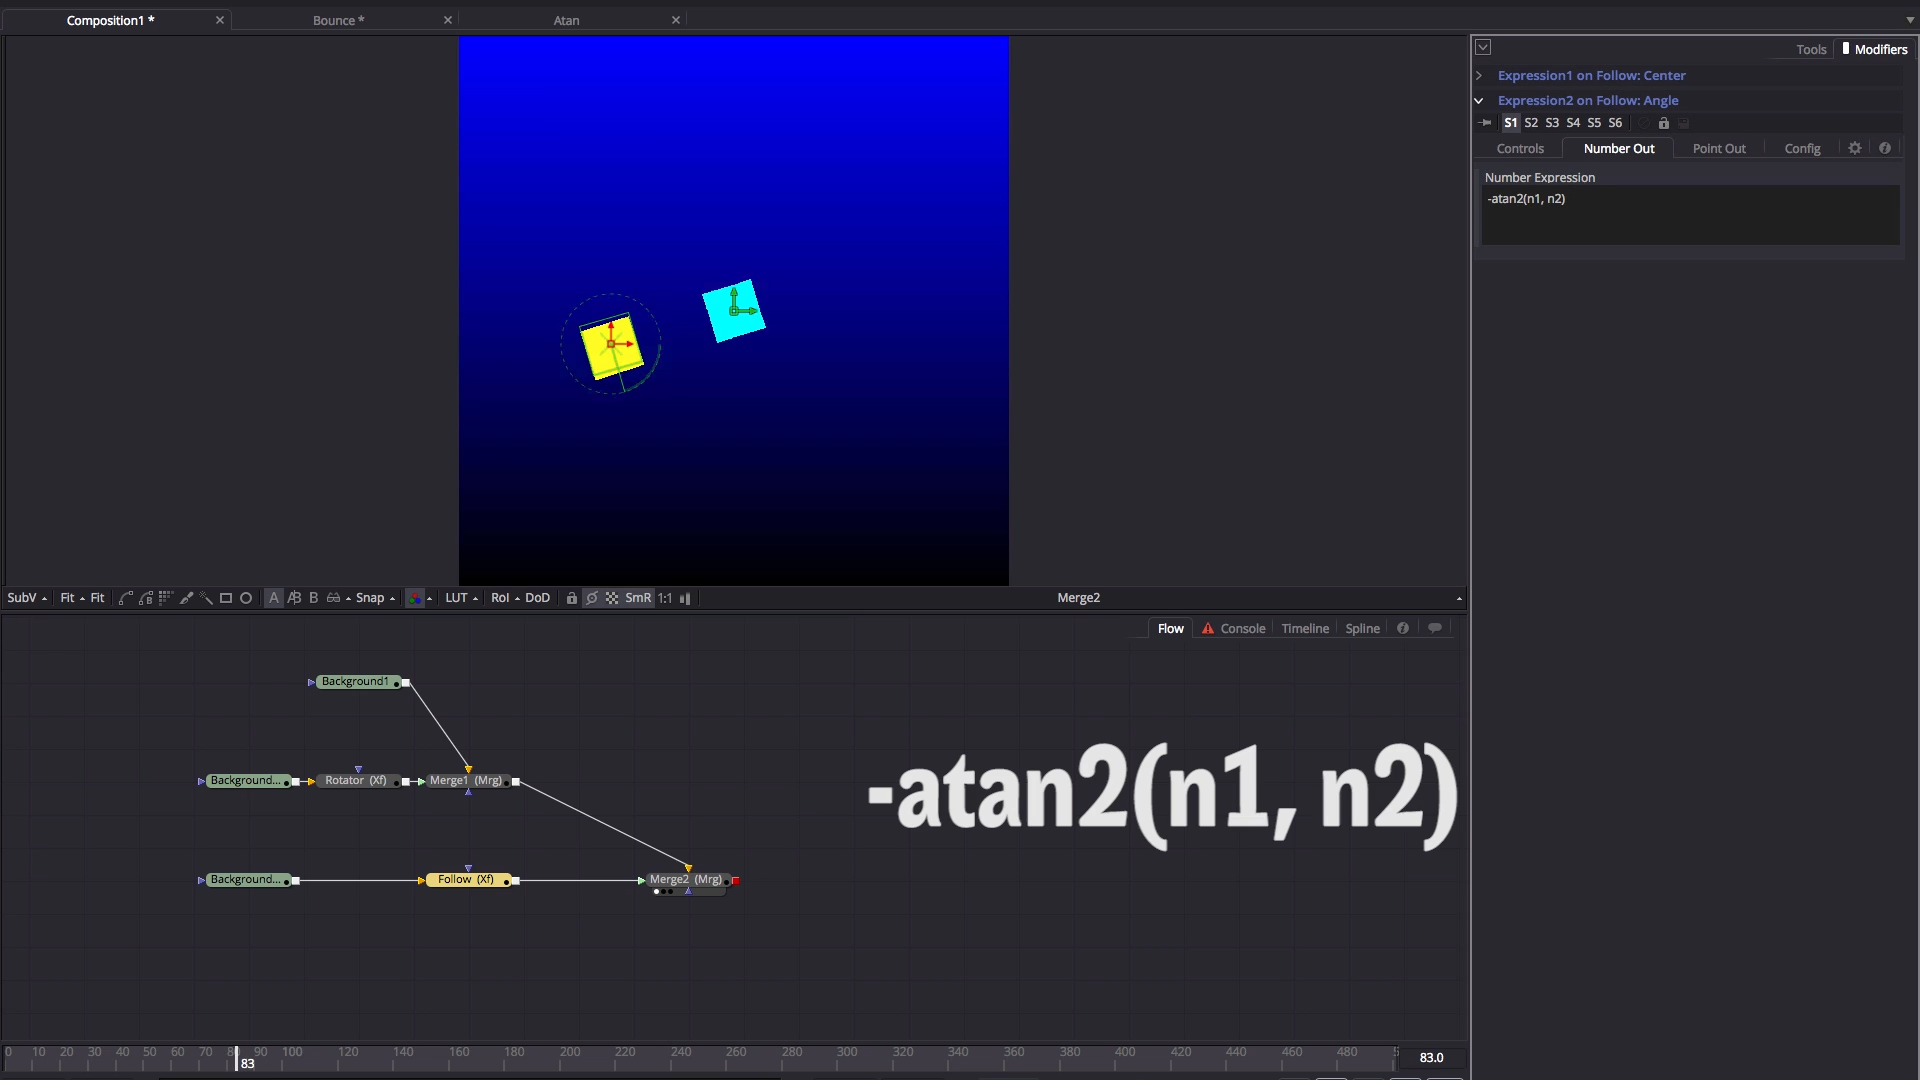 Composition1 *
Bounce *
Atan
Tools
Modifiers
Expression1 on Follow: Center
Expression2 on Follow: Angle
S1 S2 S3 S4 S5 S6
Controls
Number Out
Point Out
Config
Number Expression
-atan2(n1, n2)
SubV
Fit
Fit
A
B
Snap
LUT
RoI
DoD
SmR
1:1
Merge2
Flow
Console
Timeline
Spline
Background1
Background...
Rotator (Xf)
Merge1 (Mrg)
-atan2(n1, n2)
Background...
Follow (Xf)
Merge2 (Mrg)
0 10 20 30 40 50 60 70 90 100 120 140 160 180 200 220 240 260 280 300 320 340 360 380 400 420 440 460 480
83
83.0